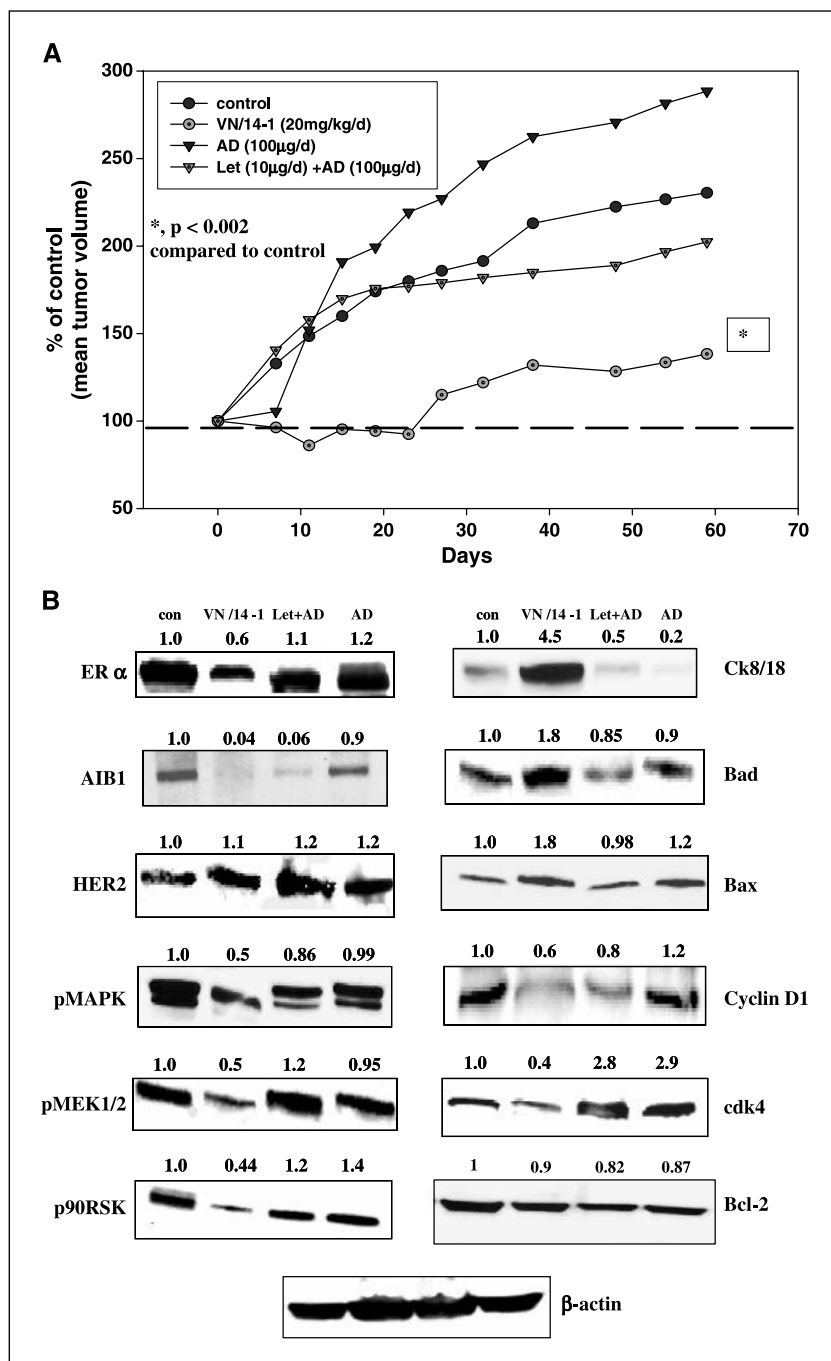 A
% of control
(mean tumor volume)
300
250
200
150
100
50
control
VN/14-1 (20mg/kg/d)
AD (100µg/d)
Let (10µg/d) +AD (100µg/d)
*, p < 0.002
compared to control
*
0 10 20 30 40 50 60 70
Days
B
con VN /14 -1 Let+AD AD
1.0 0.6 1.1 1.2
ER α
1.0 0.04 0.06 0.9
AIB1
1.0 1.1 1.2 1.2
HER2
1.0 0.5 0.86 0.99
pMAPK
1.0 0.5 1.2 0.95
pMEK1/2
1.0 0.44 1.2 1.4
p90RSK
con VN /14 -1 Let+AD AD
1.0 4.5 0.5 0.2
Ck8/18
1.0 1.8 0.85 0.9
Bad
1.0 1.8 0.98 1.2
Bax
1.0 0.6 0.8 1.2
Cyclin D1
1.0 0.4 2.8 2.9
cdk4
1 0.9 0.82 0.87
Bcl-2
β-actin